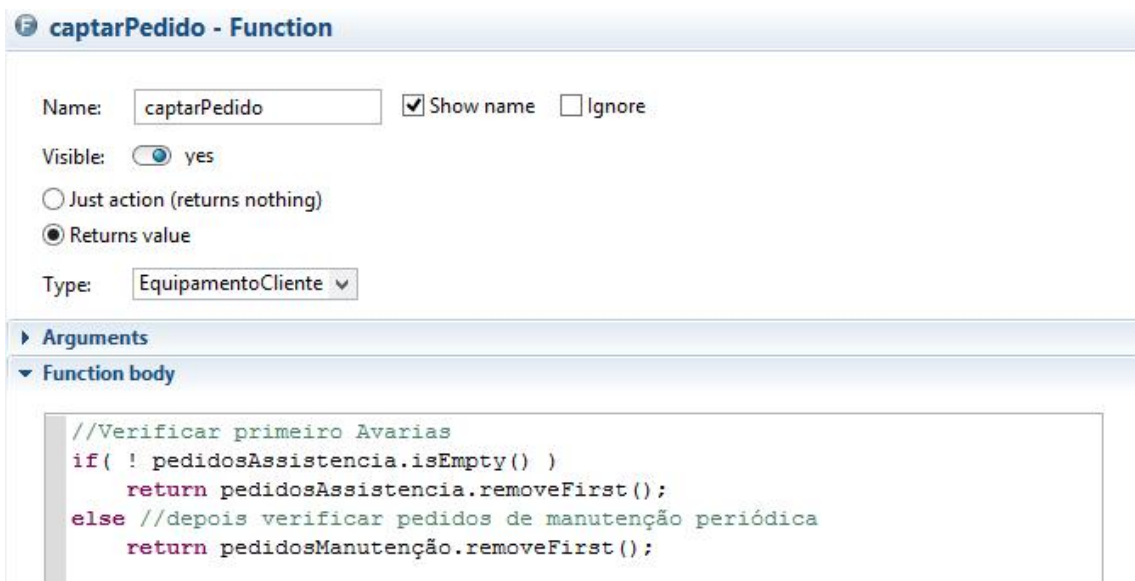 captarPedido - Function
Name: captarPedido Show name Ignore
Visible: yes
Just action (returns nothing)
Returns value
Type: EquipamentoCliente
Arguments
Function body
//Verificar primeiro Avarias
if( ! pedidosAssistencia.isEmpty() )
return pedidosAssistencia.removeFirst();
else //depois verificar pedidos de manutenção periódica
return pedidosManutenção.removeFirst();